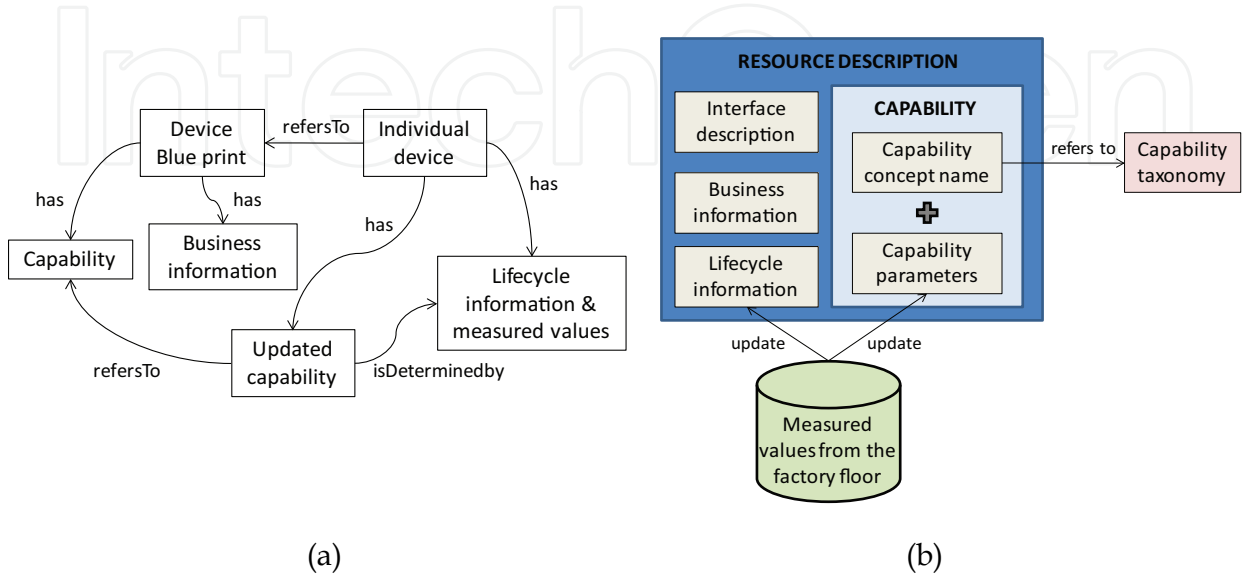 IntechOpen
Device
Blue print
refersTo
Individual
device
has
has
has
has
Capability
Business
information
Lifecycle
information &
measured values
Updated
capability
refersTo
isDeterminedby
(a)
RESOURCE DESCRIPTION
Interface
description
Business
information
Lifecycle
information
CAPABILITY
Capability
concept name
Capability
parameters
refers to
Capability
taxonomy
update
update
Measured
values from the
factory floor
(b)